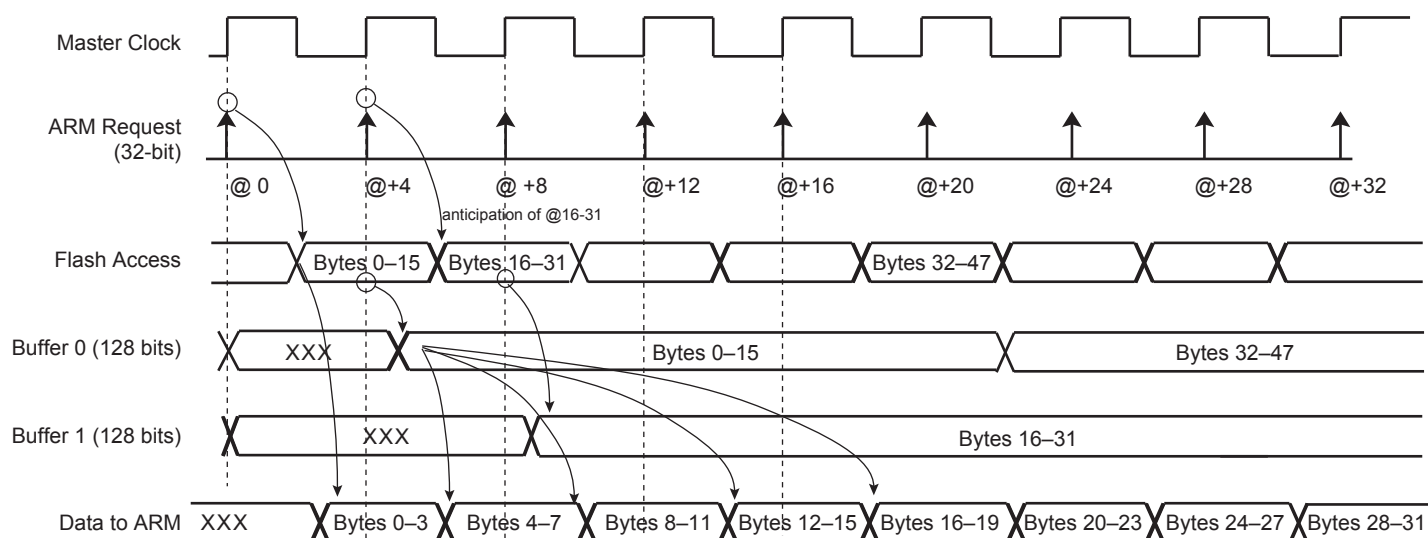 Master Clock
ARM Request
(32-bit)
@ 0 @+4 @ +8 @+12 @+16 @+20 @+24 @+28 @+32
anticipation of @16-31
Flash Access Bytes 0–15 Bytes 16–31 Bytes 32–47
Buffer 0 (128 bits) XXX Bytes 0–15 Bytes 32–47
Buffer 1 (128 bits) XXX Bytes 16–31
Data to ARM XXX Bytes 0–3 Bytes 4–7 Bytes 8–11 Bytes 12–15 Bytes 16–19 Bytes 20–23 Bytes 24–27 Bytes 28–31